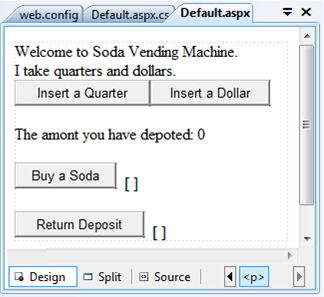 web.config Default.aspx.cs Default.aspx
Welcome to Soda Vending Machine.
I take quarters and dollars.
Insert a Quarter Insert a Dollar
The amont you have depoted: 0
Buy a Soda []
Return Deposit []
Design Split Source <p>